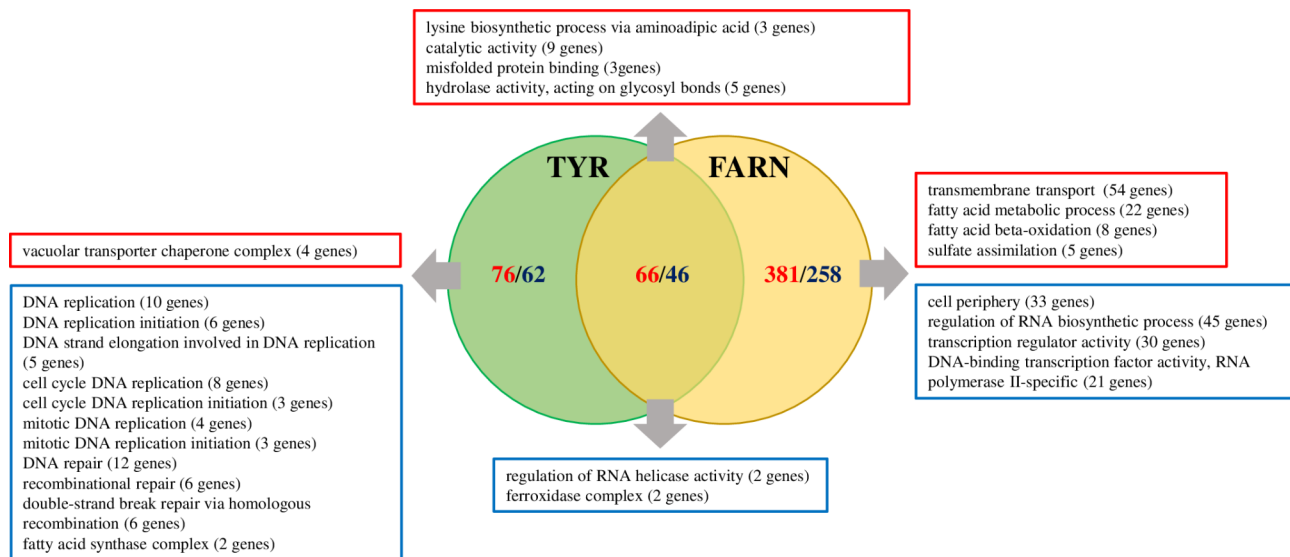 lysine biosynthetic process via aminoadipic acid (3 genes)
catalytic activity (9 genes)
misfolded protein binding (3genes)
hydrolase activity, acting on glycosyl bonds (5 genes)
TYR
FARN
76/62
66/46
381/258
vacuolar transporter chaperone complex (4 genes)
DNA replication (10 genes)
DNA replication initiation (6 genes)
DNA strand elongation involved in DNA replication
(5 genes)
cell cycle DNA replication (8 genes)
cell cycle DNA replication initiation (3 genes)
mitotic DNA replication (4 genes)
mitotic DNA replication initiation (3 genes)
DNA repair (12 genes)
recombinational repair (6 genes)
double-strand break repair via homologous
recombination (6 genes)
fatty acid synthase complex (2 genes)
transmembrane transport (54 genes)
fatty acid metabolic process (22 genes)
fatty acid beta-oxidation (8 genes)
sulfate assimilation (5 genes)
cell periphery (33 genes)
regulation of RNA biosynthetic process (45 genes)
transcription regulator activity (30 genes)
DNA-binding transcription factor activity, RNA
polymerase II-specific (21 genes)
regulation of RNA helicase activity (2 genes)
ferroxidase complex (2 genes)